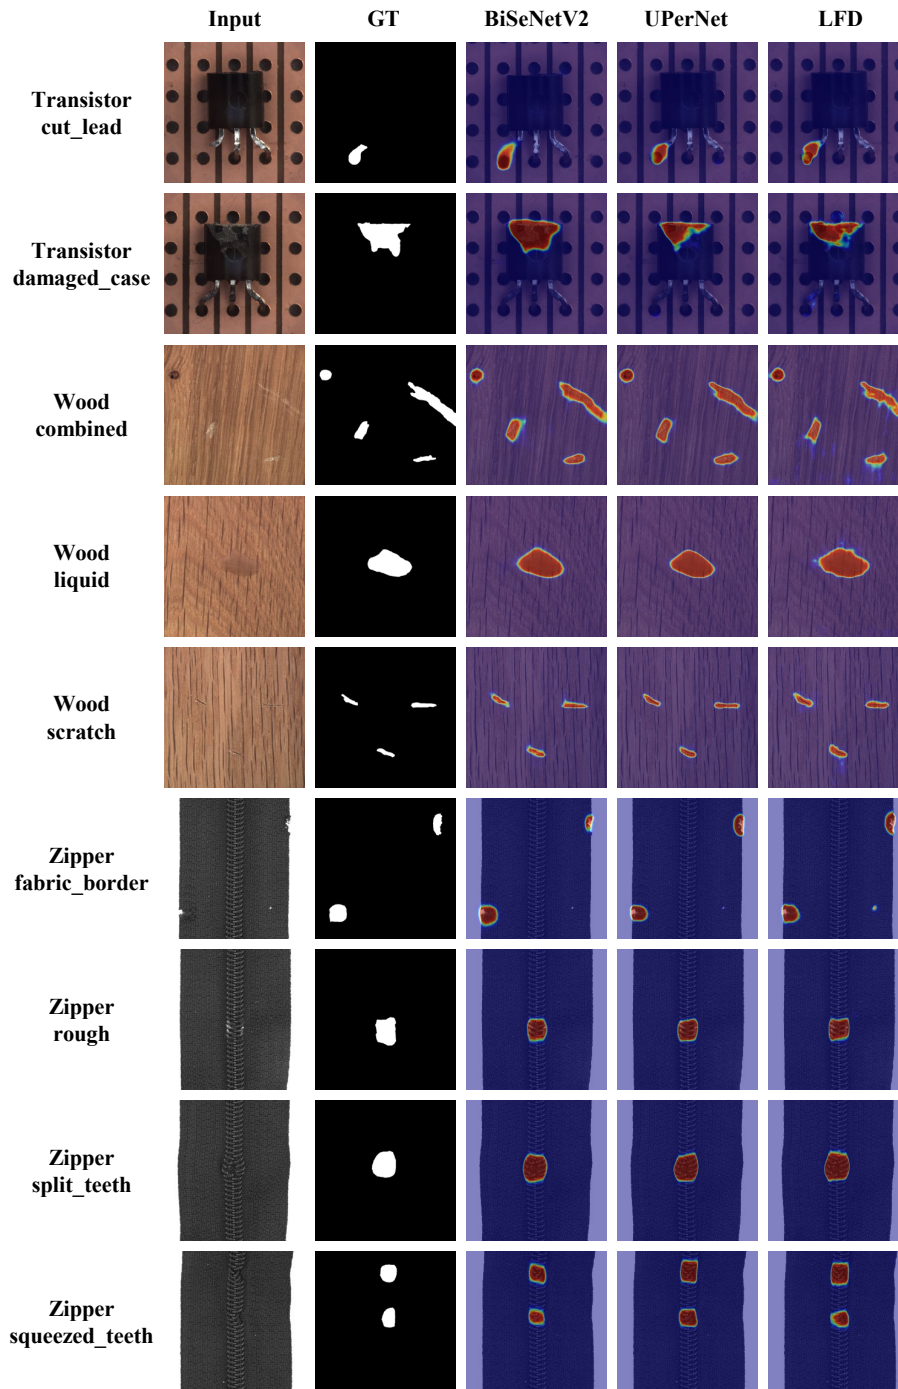 Input GT BiSeNetV2 UPerNet LFD
Transistor
cut_lead
Transistor
damaged_case
Wood
combined
Wood
liquid
Wood
scratch
Zipper
fabric_border
Zipper
rough
Zipper
split_teeth
Zipper
squeezed_teeth